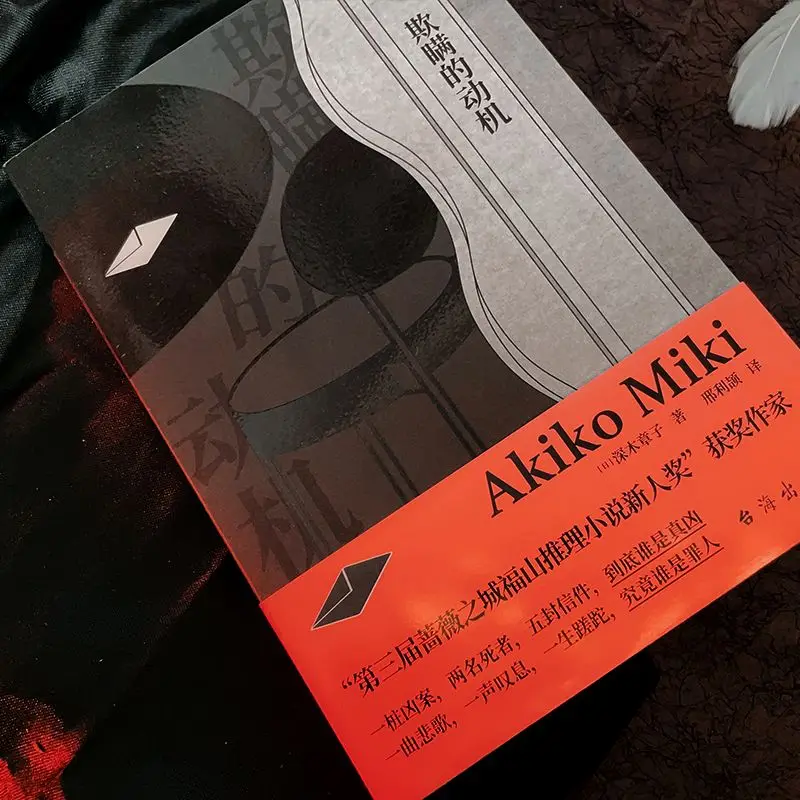 欺瞒的动机
欺瞒的动机
Akiko Miki
[日]深木章子 著 邢利颉 译
“第三届蔷薇之城福山推理小说新人奖”获奖作家
一桩凶案，两名死者，五封信件，到底谁是真凶
一曲悲歌，一声叹息，一生蹉跎，究竟谁是罪人
台海出